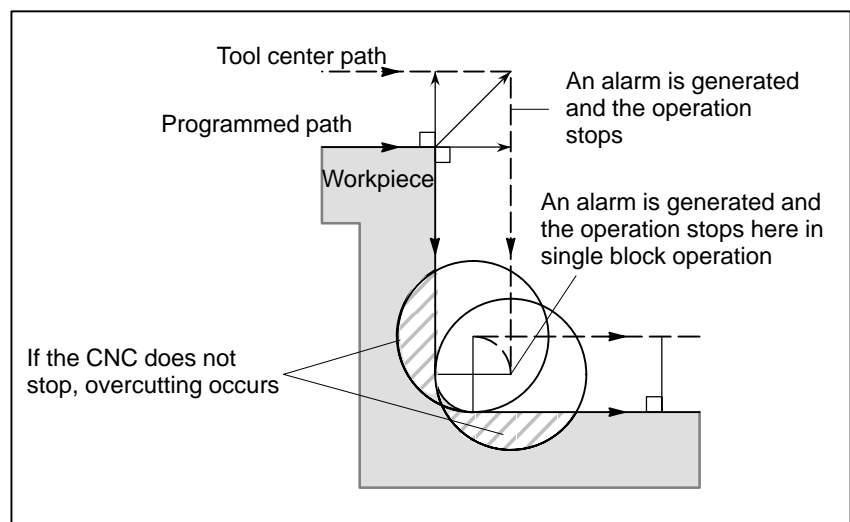 Tool center path
An alarm is generated
and the operation
stops
Programmed path
Workpiece
An alarm is generated and
the operation stops here in
single block operation
If the CNC does not
stop, overcutting occurs